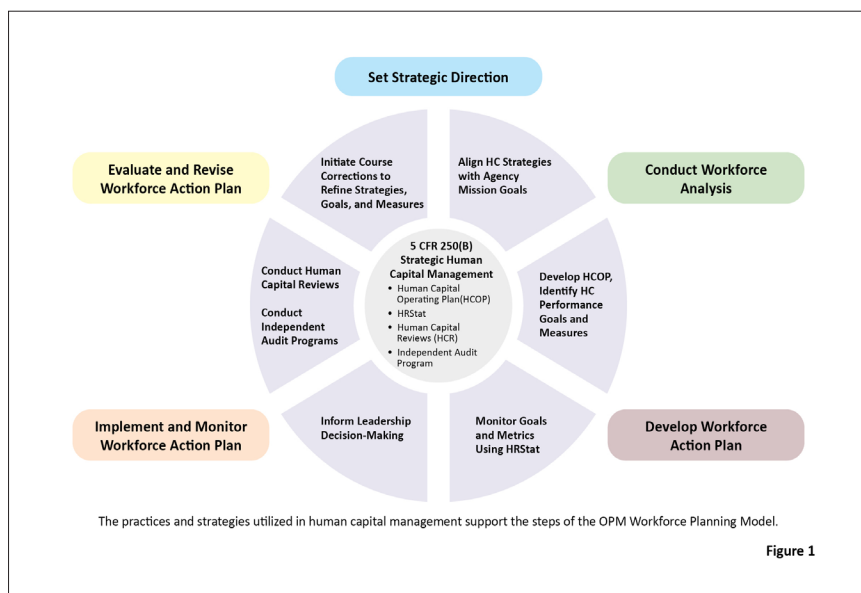 Set Strategic Direction
Evaluate and Revise
Workforce Action Plan
Initiate Course
Corrections to
Refine Strategies,
Goals, and Measures
Align HC Strategies
with Agency
Mission Goals
Conduct Workforce
Analysis
Conduct Human
Capital Reviews
Conduct
Independent
Audit Programs
5 CFR 250(B)
Strategic Human
Capital Management
• Human Capital
Operating Plan(HCOP)
• HRStat
• Human Capital
Reviews (HCR)
• Independent Audit
Program
Develop HCOP,
Identify HC
Performance
Goals and
Measures
Implement and Monitor
Workforce Action Plan
Inform Leadership
Decision-Making
Monitor Goals
and Metrics
Using HRStat
Develop Workforce
Action Plan
The practices and strategies utilized in human capital management support the steps of the OPM Workforce Planning Model.
Figure 1